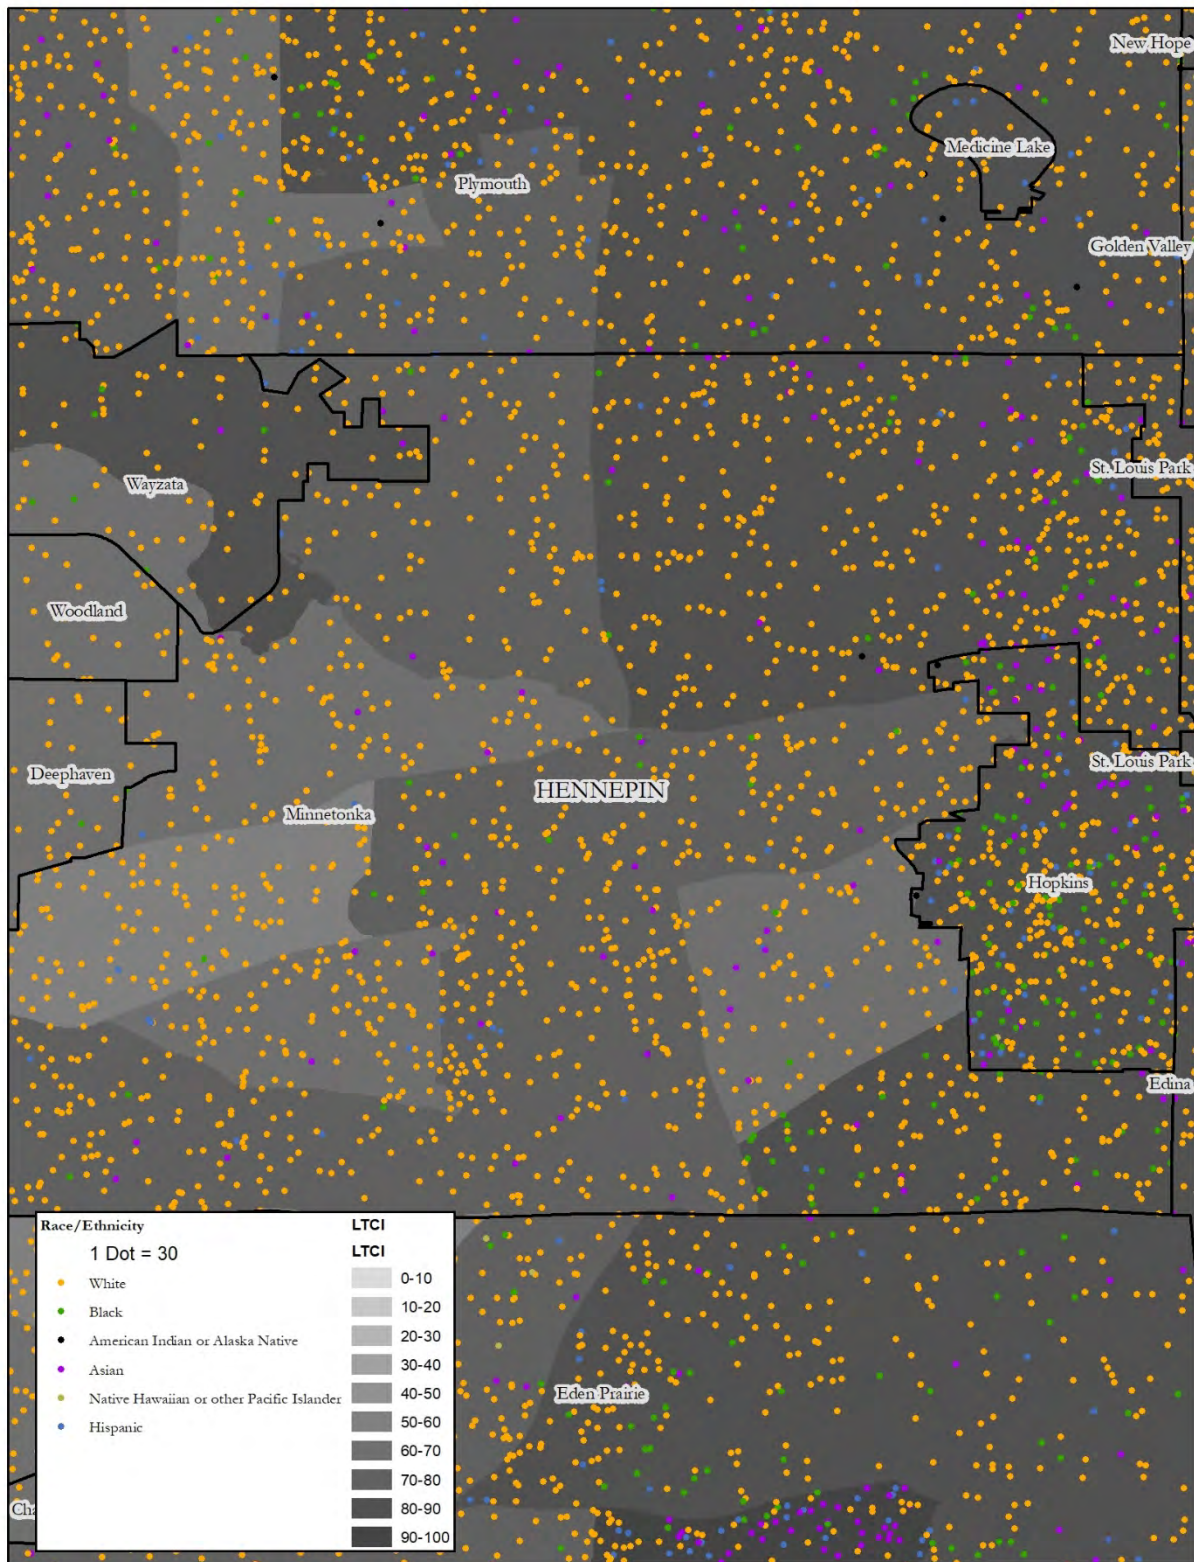 New Hope
Medicine Lake
Plymouth
Golden Valley
St. Louis Park
Wayzata
Woodland
St. Louis Park
Deephaven
HENNEPIN
Minnetonka
Hopkins
Edina
Eden Prairie
Cha
Race/Ethnicity
1 Dot = 30
White
Black
American Indian or Alaska Native
Asian
Native Hawaiian or other Pacific Islander
Hispanic
LTCI
LTCI
0-10
10-20
20-30
30-40
40-50
50-60
60-70
70-80
80-90
90-100